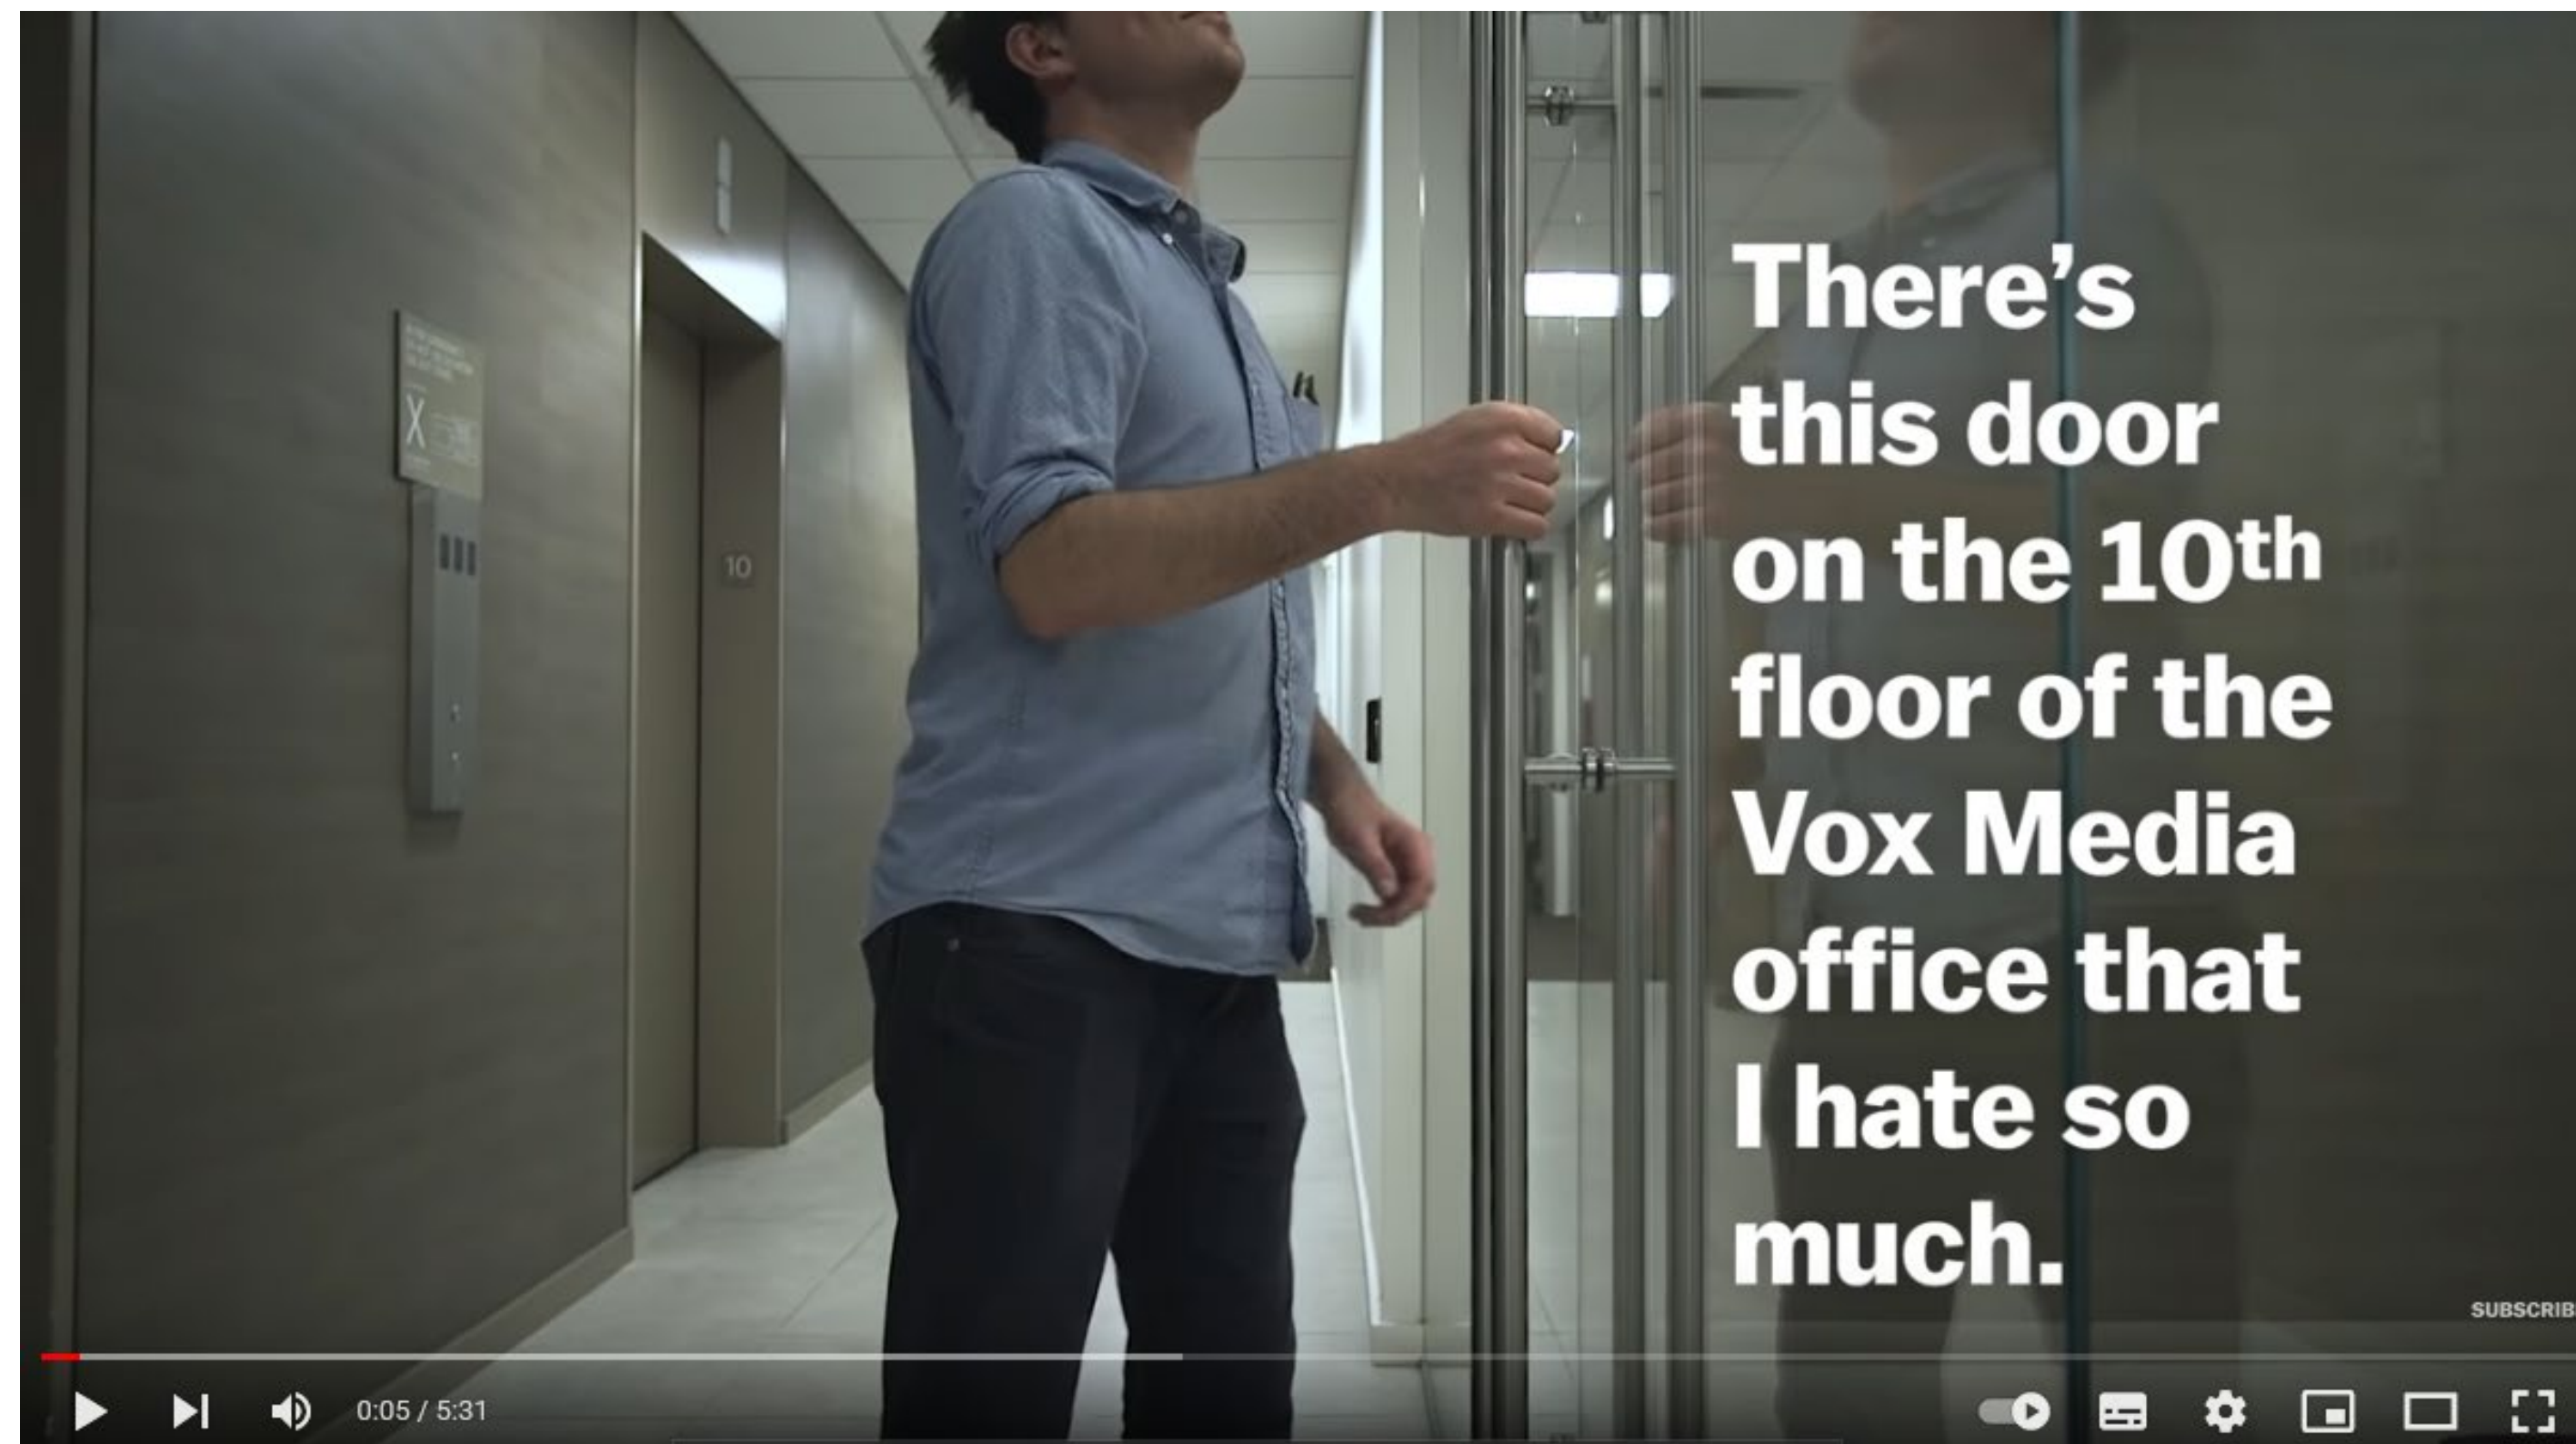 X
10
There’s
this door
on the 10th
floor of the
Vox Media
office that
I hate so
much.
SUBSCRIB
0:05 / 5:31